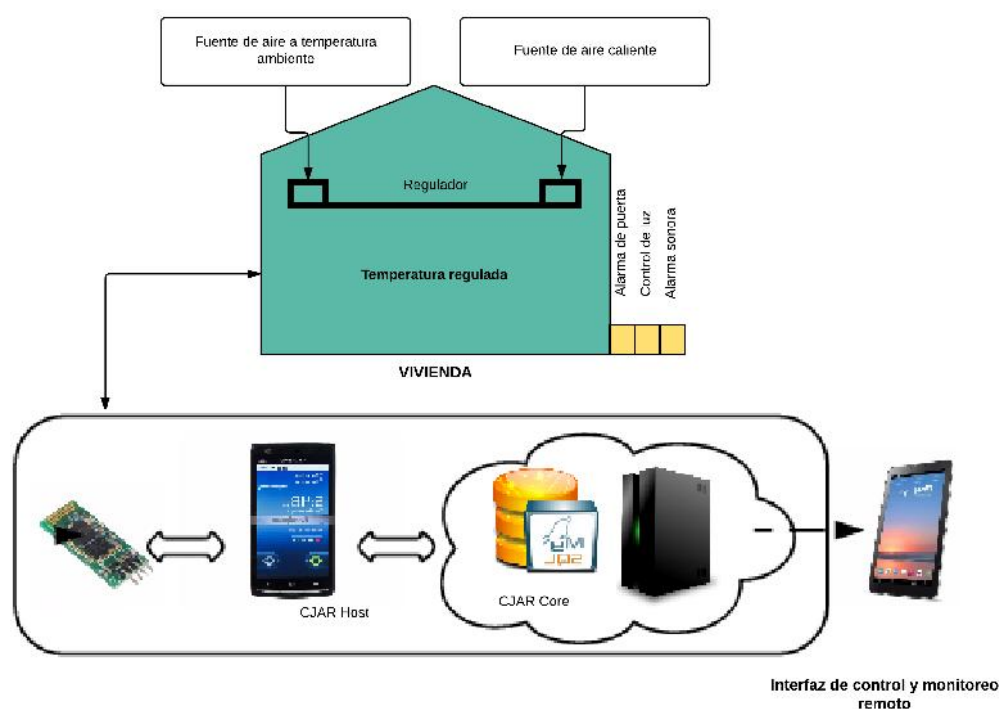 Fuente de aire a temperatura
ambiente
Fuente de aire caliente
Regulador
Temperatura regulada
Alarma de puerta
Control de luz
Alarma sonora
VIVIENDA
CJAR Host
CJAR Core
Interfaz de control y monitoreo
remoto